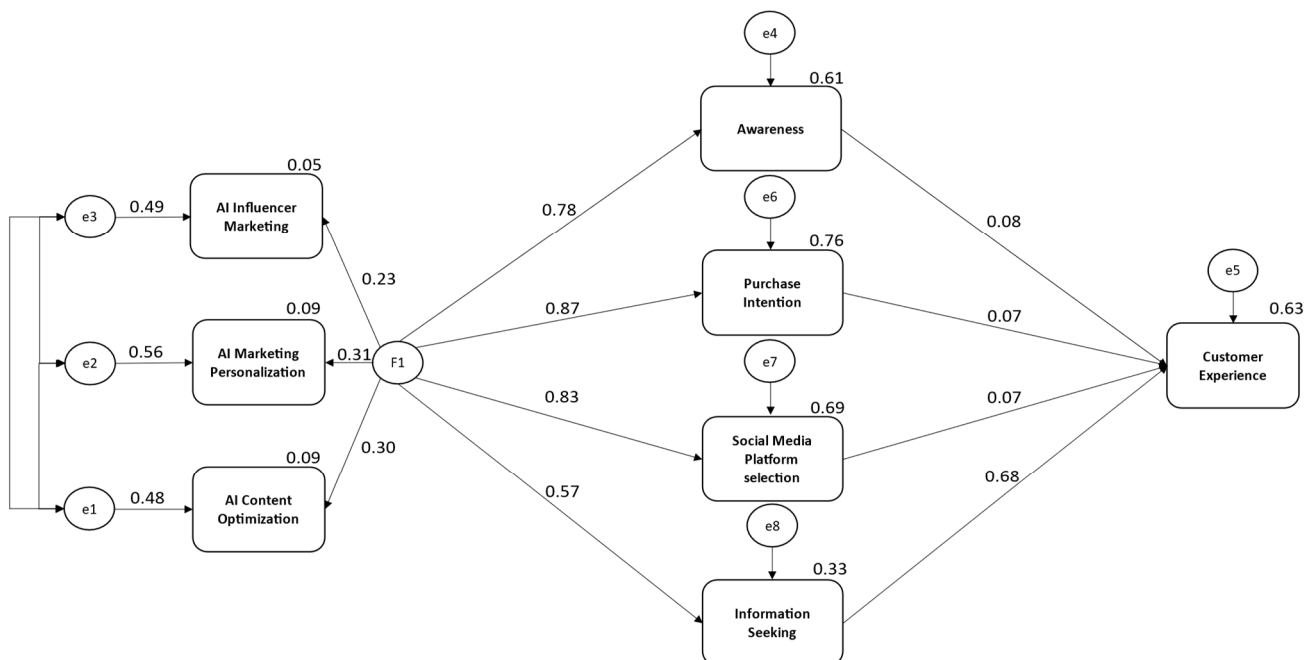 e4
0.61
Awareness
e6
0.05
e3
0.49
AI Influencer
Marketing
0.78
0.08
0.76
Purchase
Intention
e5
0.23
0.87
0.07
0.63
0.09
e2
0.56
AI Marketing
Personalization
0.31
F1
e7
Customer
Experience
0.83
0.07
0.69
Social Media
Platform
selection
0.30
0.09
e1
0.48
AI Content
Optimization
0.57
0.68
e8
0.33
Information
Seeking